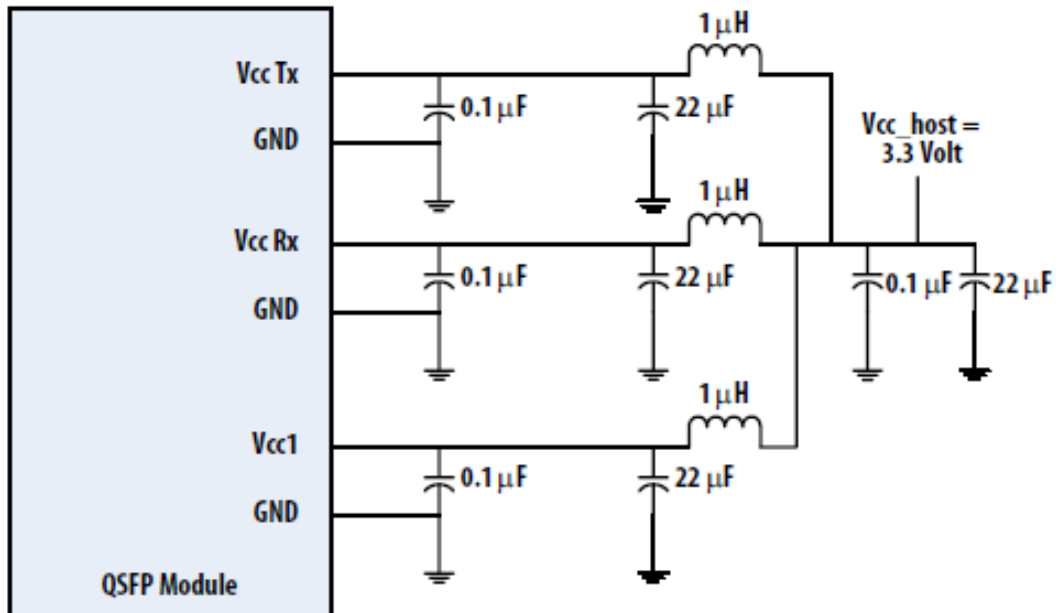 1 μH
Vcc Tx
0.1 μF
22 μF
GND
Vcc_host =
3.3 Volt
1 μH
Vcc Rx
0.1 μF
22 μF
0.1 μF
22 μF
GND
1 μH
Vcc1
0.1 μF
22 μF
GND
QSFP Module